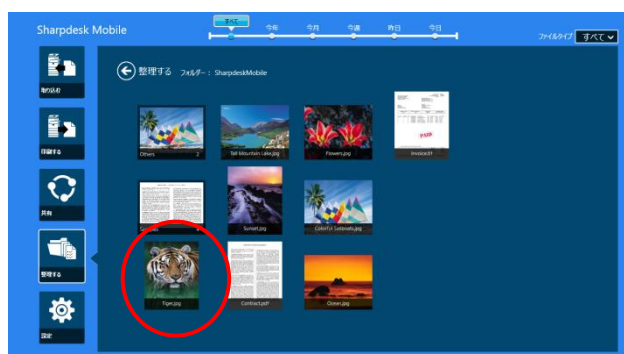 Sharpdesk Mobile
すべて 今年 今月 今週 昨日 今日
ファイルタイプ すべて
取り込む
印刷する
共有
整理する
設定
整理する フォルダー： SharpdeskMobile
Others 2
Tall Mountain Lake.jpg
Flowers.jpg
Invoice.tif
Sunset.jpg
Colorful Sailboats.jpg
Tiger.jpg
Contract.pdf
Ocean.jpg